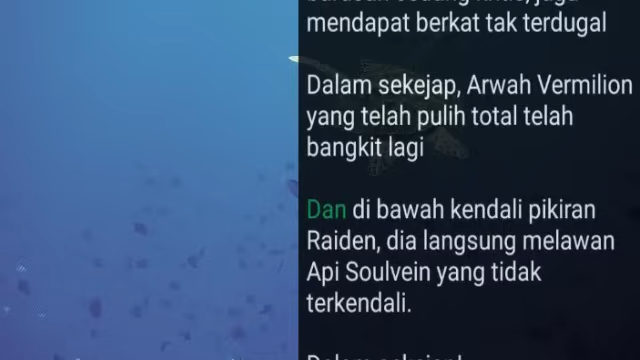 mendapat berkat tak terdugal
Dalam sekejap, Arwah Vermilion
yang telah pulih total telah
bangkit lagi
Dan di bawah kendali pikiran
Raiden, dia langsung melawan
Api Soulvein yang tidak
terkendali.